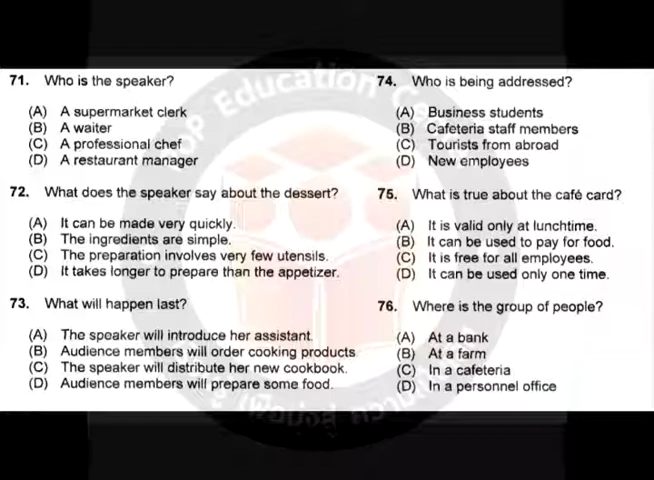 71. Who is the speaker?
(A) A supermarket clerk
(B) A waiter
(C) A professional chef
(D) A restaurant manager
72. What does the speaker say about the dessert?
(A) It can be made very quickly.
(B) The ingredients are simple.
(C) The preparation involves very few utensils.
(D) It takes longer to prepare than the appetizer.
73. What will happen last?
(A) The speaker will introduce her assistant.
(B) Audience members will order cooking products
(C) The speaker will distribute her new cookbook.
(D) Audience members will prepare some food.
74. Who is being addressed?
(A) Business students
(B) Cafeteria staff members
(C) Tourists from abroad
(D) New employees
75. What is true about the café card?
(A) It is valid only at lunchtime.
(B) It can be used to pay for food.
(C) It is free for all employees.
(D) It can be used only one time.
76. Where is the group of people?
(A) At a bank
(B) At a farm
(C) In a cafeteria
(D) In a personnel office
Education